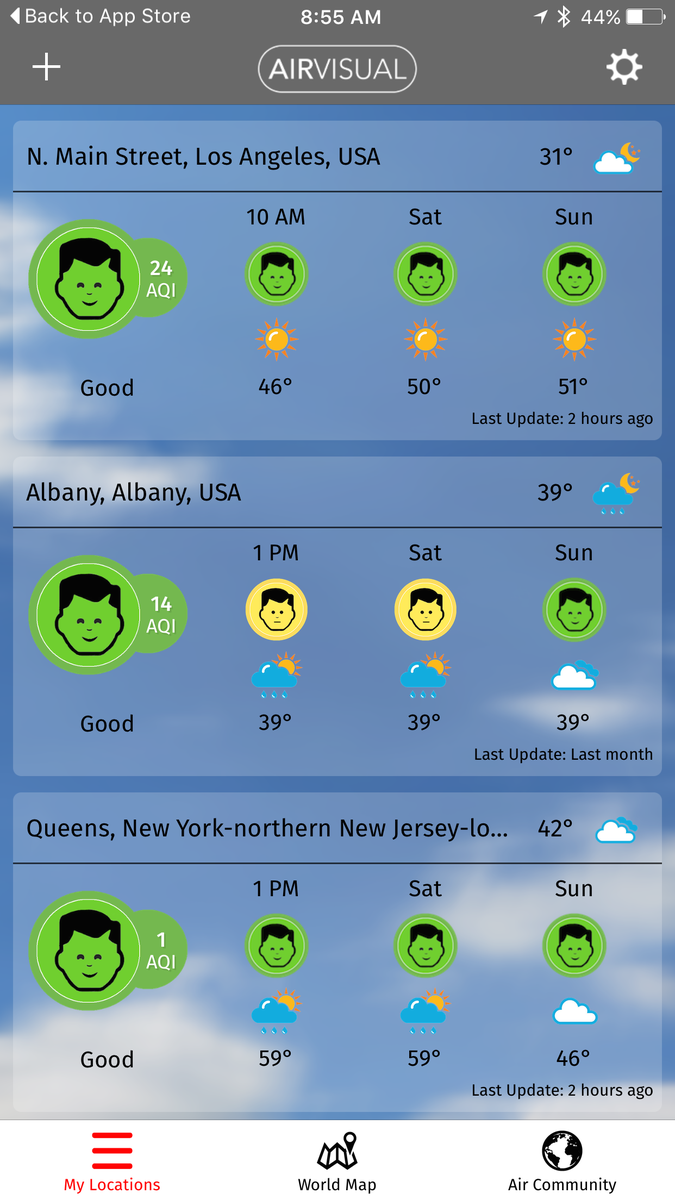 Back to App Store 8:55 AM 44%
AIRVISUAL
N. Main Street, Los Angeles, USA 31°
10 AM Sat Sun
24
AQI
Good 46° 50° 51°
Last Update: 2 hours ago
Albany, Albany, USA 39°
1 PM Sat Sun
14
AQI
Good 39° 39° 39°
Last Update: Last month
Queens, New York-northern New Jersey-lo... 42°
1 PM Sat Sun
1
AQI
Good 59° 59° 46°
Last Update: 2 hours ago
My Locations World Map Air Community